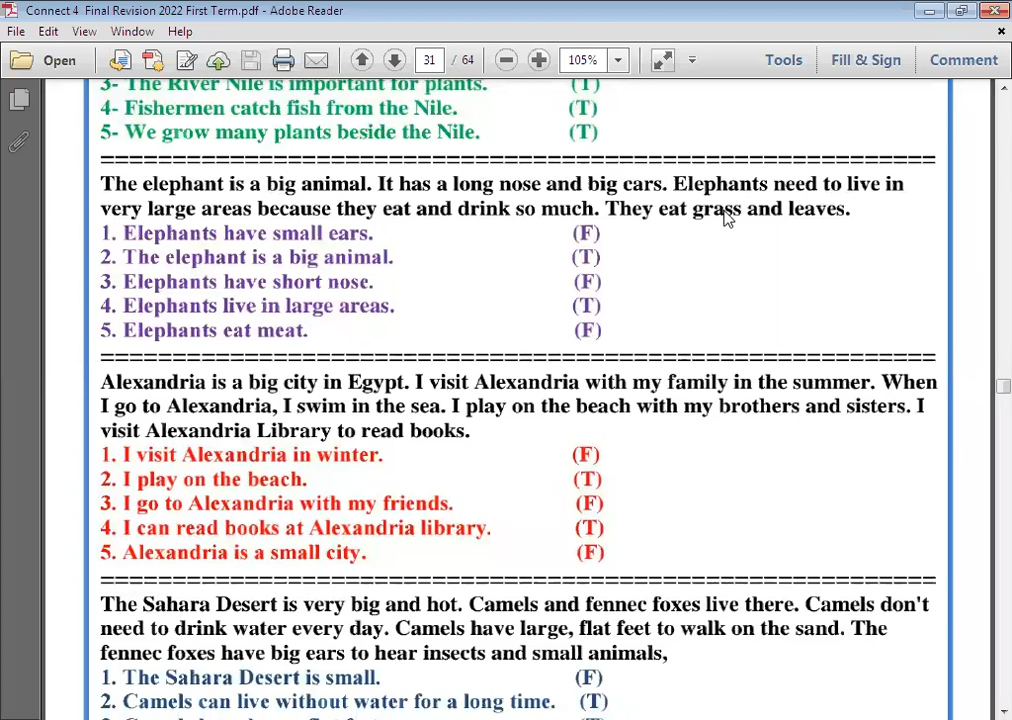 Connect 4  Final Revision 2022 First Term.pdf - Adobe Reader
File Edit View Window Help
Open 31 / 64 105% Tools Fill & Sign Comment
3- The River Nile is important for plants. (T)
4- Fishermen catch fish from the Nile. (T)
5- We grow many plants beside the Nile. (T)
The elephant is a big animal. It has a long nose and big cars. Elephants need to live in
very large areas because they eat and drink so much. They eat grass and leaves.
1. Elephants have small ears. (F)
2. The elephant is a big animal. (T)
3. Elephants have short nose. (F)
4. Elephants live in large areas. (T)
5. Elephants eat meat. (F)
Alexandria is a big city in Egypt. I visit Alexandria with my family in the summer. When
I go to Alexandria, I swim in the sea. I play on the beach with my brothers and sisters. I
visit Alexandria Library to read books.
1. I visit Alexandria in winter. (F)
2. I play on the beach. (T)
3. I go to Alexandria with my friends. (F)
4. I can read books at Alexandria library. (T)
5. Alexandria is a small city. (F)
The Sahara Desert is very big and hot. Camels and fennec foxes live there. Camels don't
need to drink water every day. Camels have large, flat feet to walk on the sand. The
fennec foxes have big ears to hear insects and small animals,
1. The Sahara Desert is small. (F)
2. Camels can live without water for a long time. (T)